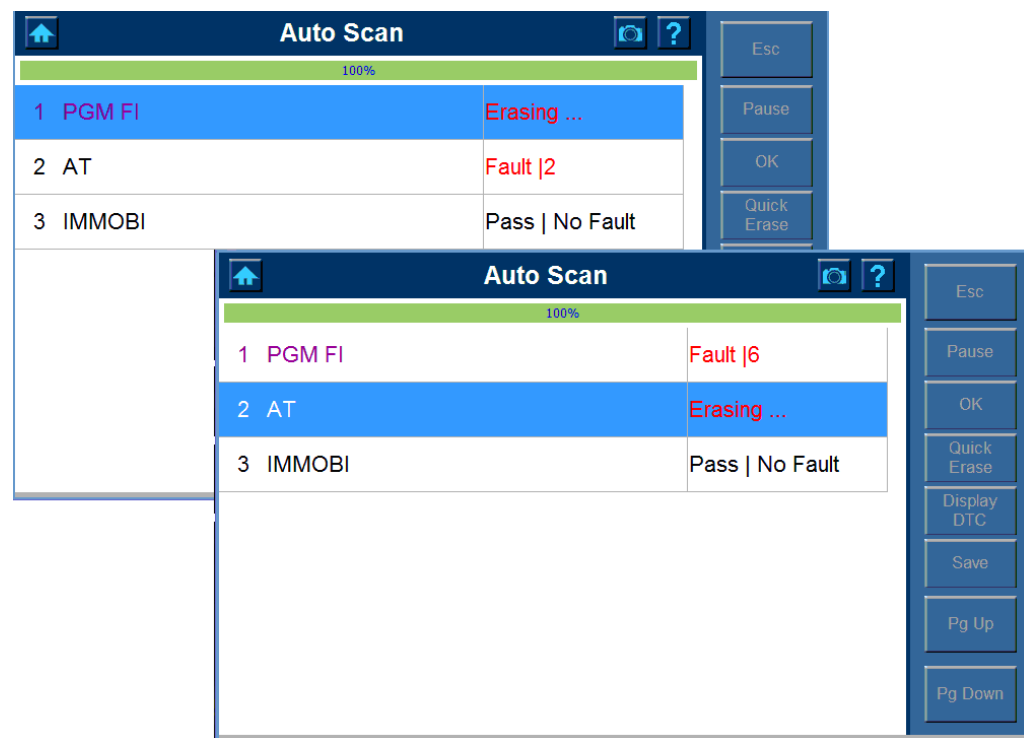 Auto Scan
?
Esc
100%
Pause
1 PGM FI Erasing ...
OK
2 AT Fault |2
Quick
Erase
3 IMMOBI Pass | No Fault
Auto Scan
?
Esc
100%
Pause
1 PGM FI Fault |6
OK
2 AT Erasing ...
Quick
Erase
3 IMMOBI Pass | No Fault
Display
DTC
Save
Pg Up
Pg Down